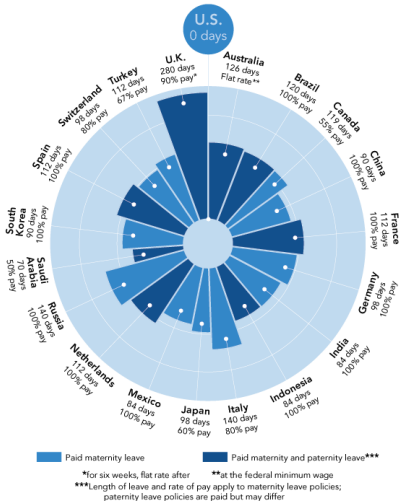 U.S.
0 days
Australia
126 days
Flat rate**
Brazil
120 days
100% pay
Canada
119 days
55% pay
China
90 days
100% pay
France
112 days
100% pay
Germany
98 days
100% pay
India
84 days
100% pay
Indonesia
84 days
100% pay
Italy
140 days
80% pay
Japan
98 days
60% pay
Mexico
84 days
100% pay
Netherlands
112 days
100% pay
Russia
140 days
100% pay
Saudi
Arabia
70 days
50% pay
South
Korea
90 days
100% pay
Spain
112 days
100% pay
Switzerland
98 days
80% pay
Turkey
112 days
67% pay
U.K.
280 days
90% pay*
Paid maternity leave
Paid maternity and paternity leave***
*for six weeks, flat rate after
**at the federal minimum wage
***Length of leave and rate of pay apply to maternity leave policies;
paternity leave policies are paid but may differ